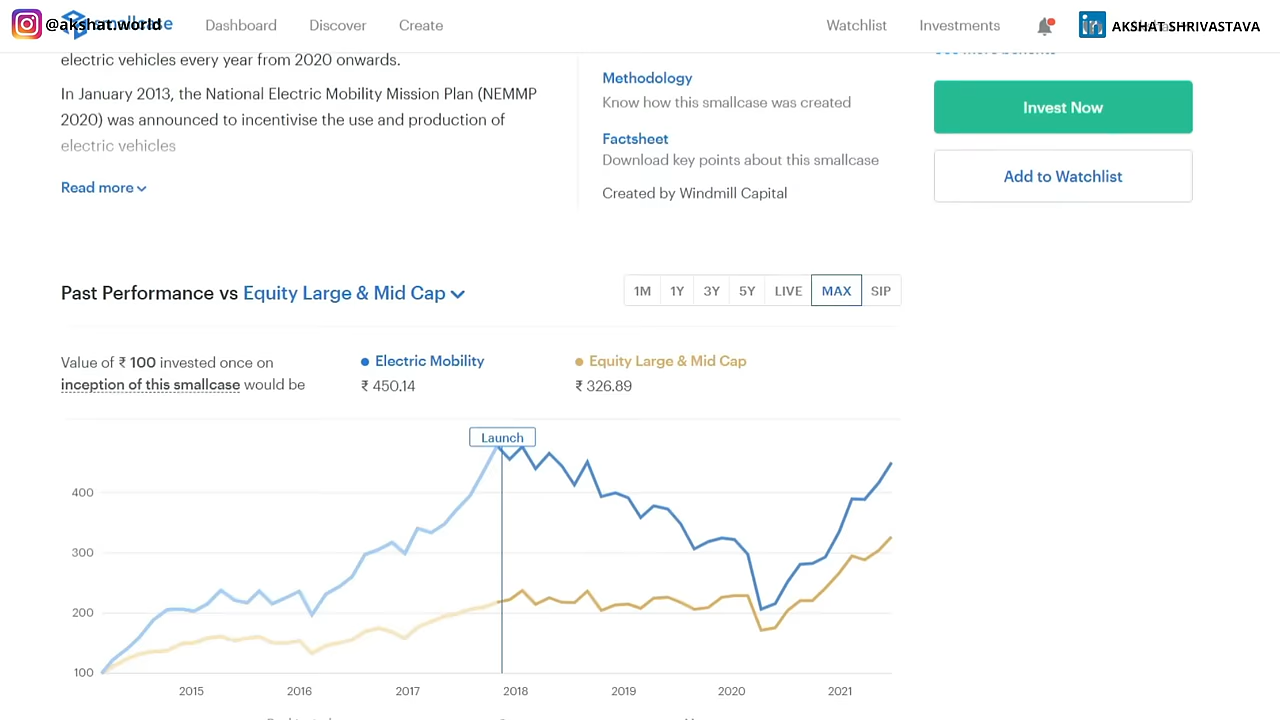 @akshat.world
Dashboard
Discover
Create
Watchlist
Investments
AKSHAT SHRIVASTAVA
electric vehicles every year from 2020 onwards.
In January 2013, the National Electric Mobility Mission Plan (NEMMP
2020) was announced to incentivise the use and production of
electric vehicles
Read more
Methodology
Know how this smallcase was created
Factsheet
Download key points about this smallcase
Created by Windmill Capital
Invest Now
Add to Watchlist
Past Performance vs Equity Large & Mid Cap
1M 1Y 3Y 5Y LIVE MAX SIP
Value of ₹ 100 invested once on
inception of this smallcase would be
Electric Mobility
₹ 450.14
Equity Large & Mid Cap
₹ 326.89
Launch
400
300
200
100
2015 2016 2017 2018 2019 2020 2021